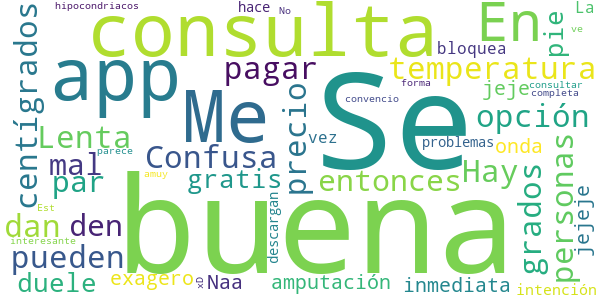 hipocondriacos
consulta
hace
No
En
pie
La
ve
centígrados
app
pagar
bloquea
temperatura
Me
Se
convencio
forma
jeje
consultar
completa
opción
Lenta
precio
vez
problemas
onda
personas
mal
parece
Confusa
Hay
par
amuy
gratis
entonces
grados
jejeje
dan
den
Est
buena
descargan
interesante
pueden
duele
exagero
xD
Naa
amputación
inmediata
intención